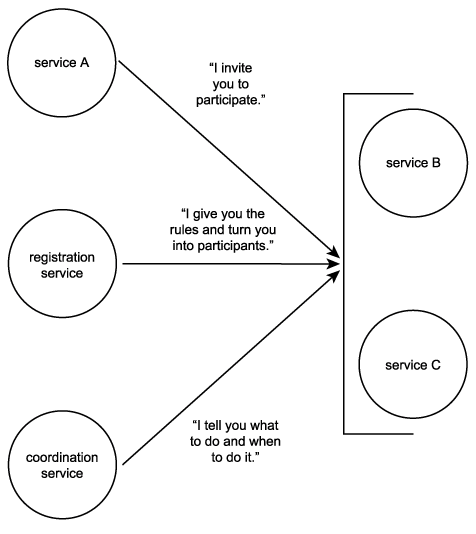 service A
“I invite
you to
participate.”
service B
“I give you the
rules and turn you
into participants.”
registration
service
service C
“I tell you what
to do and when
to do it.”
coordination
service